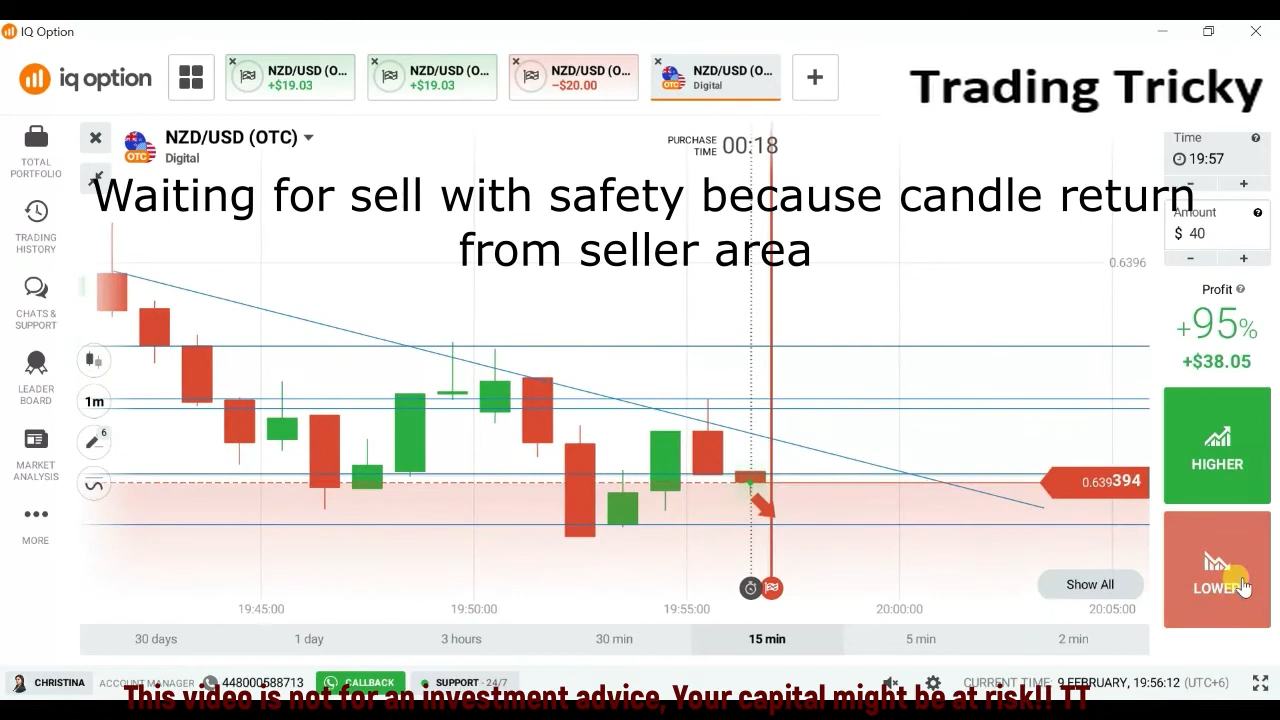 IQ Option
iq option
NZD/USD (O...
+$19.03
NZD/USD (O...
+$19.03
NZD/USD (O...
−$20.00
NZD/USD (O...
Digital
+
Trading Tricky
TOTAL
PORTFOLIO
TRADING
HISTORY
CHATS &
SUPPORT
LEADER
BOARD
MARKET
ANALYSIS
MORE
NZD/USD (OTC)
Digital
OTC
PURCHASE
TIME
00:18
Waiting for sell with safety because candle return
from seller area
1m
6
0.6396
0.639394
Show All
19:45:00
19:50:00
19:55:00
20:00:00
20:05:00
30 days
1 day
3 hours
30 min
15 min
5 min
2 min
Time
19:57
- +
Amount
$ 40
- +
Profit
+95%
+$38.05
HIGHER
LOWER
CHRISTINA
ACCOUNT MANAGER
448000588713
CALLBACK
SUPPORT - 24/7
CURRENT TIME: 9 FEBRUARY, 19:56:12 (UTC+6)
This video is not for an investment advice, Your capital might be at risk!! TT